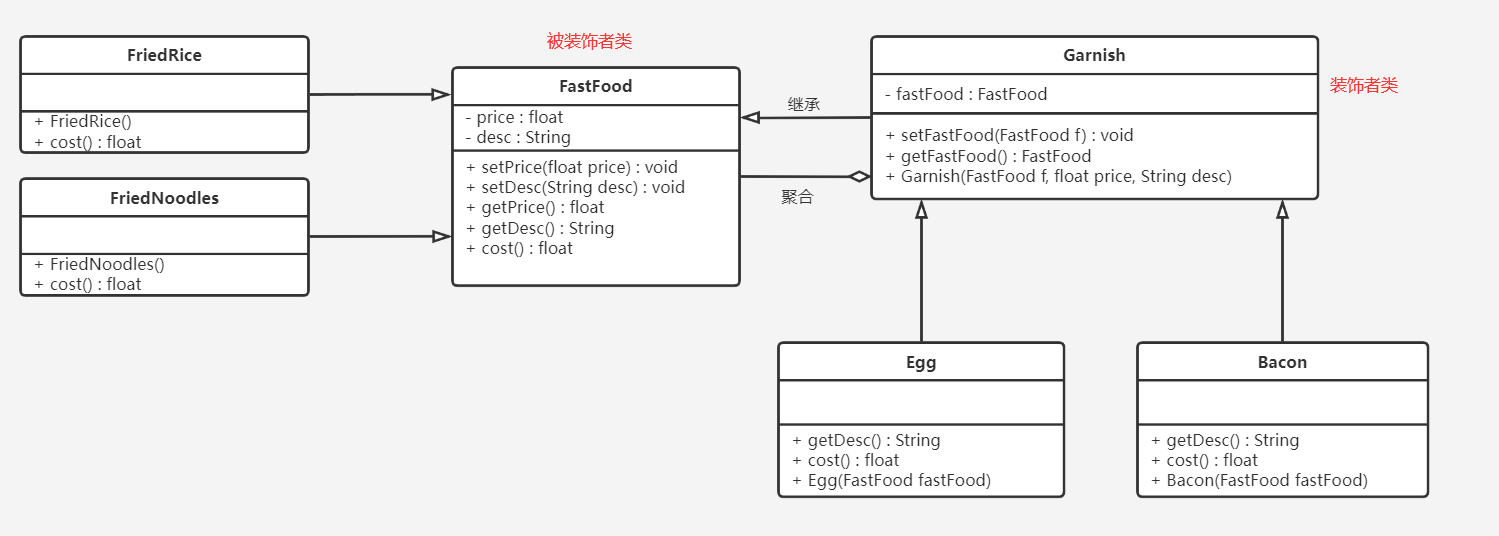 FriedRice
+ FriedRice()
+ cost() : float
FriedNoodles
+ FriedNoodles()
+ cost() : float
被装饰者类
FastFood
- price : float
- desc : String
+ setPrice(float price) : void
+ setDesc(String desc) : void
+ getPrice() : float
+ getDesc() : String
+ cost() : float
继承
聚合
Garnish
- fastFood : FastFood
+ setFastFood(FastFood f) : void
+ getFastFood() : FastFood
+ Garnish(FastFood f, float price, String desc)
装饰者类
Egg
+ getDesc() : String
+ cost() : float
+ Egg(FastFood fastFood)
Bacon
+ getDesc() : String
+ cost() : float
+ Bacon(FastFood fastFood)